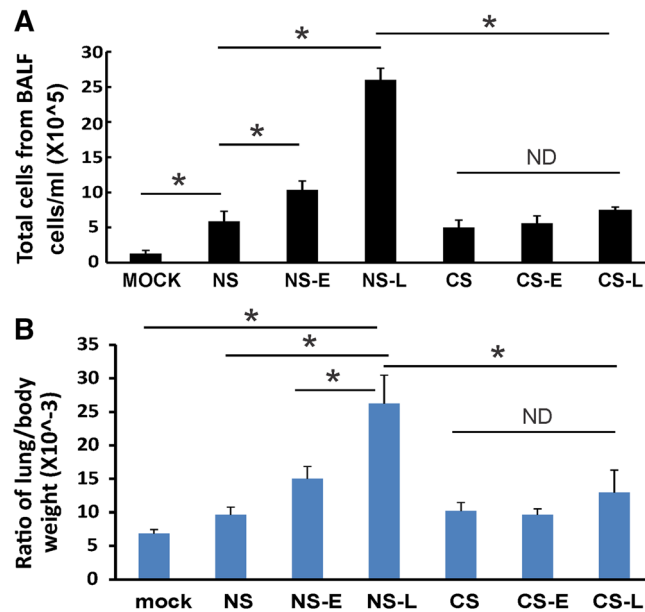 A
Total cells from BALF
cells/ml (X10^5)
30
25
20
15
10
5
0
*
*
*
*
ND
MOCK NS NS-E NS-L CS CS-E CS-L
B
Ratio of lung/body
weight (X10^-3)
35
30
25
20
15
10
5
0
*
*
*
*
ND
mock NS NS-E NS-L CS CS-E CS-L